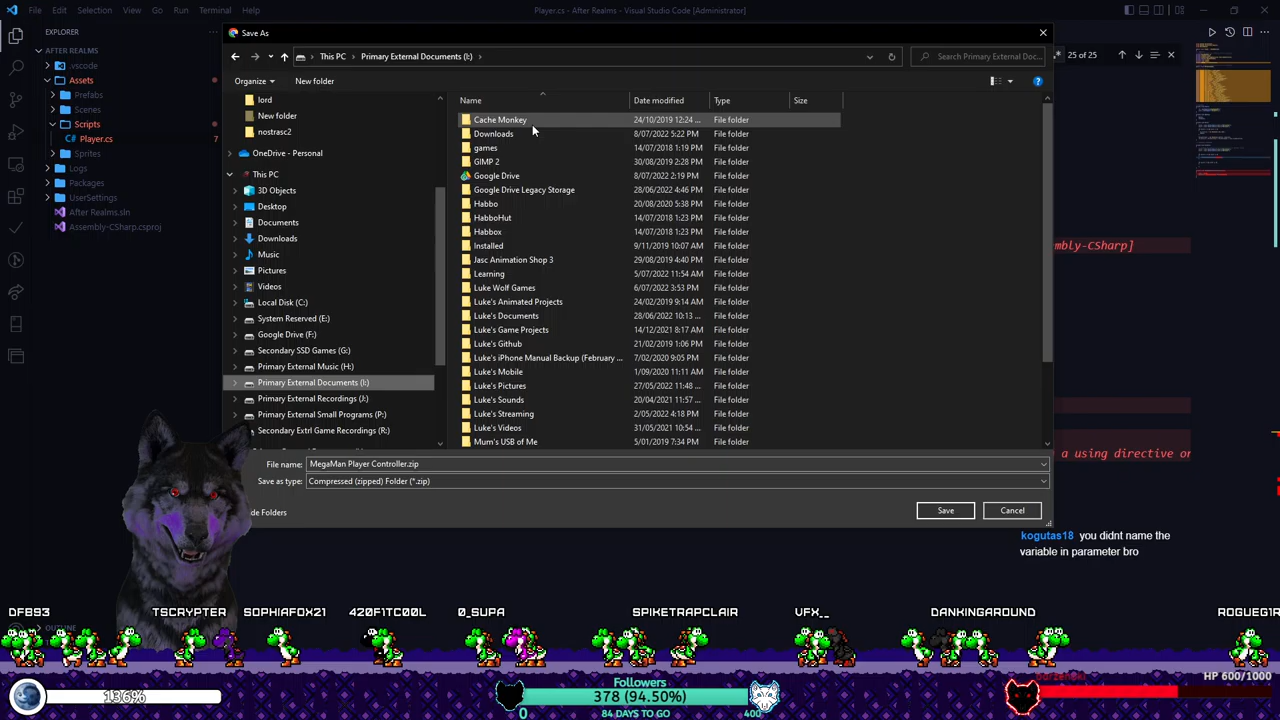 File Edit Selection View Go Run Terminal Help
Player.cs - After Realms - Visual Studio Code [Administrator]
EXPLORER
AFTER REALMS
.vscode
Assets
Prefabs
Scenes
Scripts
Player.cs 7
Sprites
Logs
Packages
UserSettings
After Realms.sln
Assembly-CSharp.csproj
OUTLINE
Save As
This PC > Primary External Documents (I:) >
Search Primary External Doc...
25 of 25
Organize New folder
lord
New folder
nostrasc2
OneDrive - Personal
This PC
3D Objects
Desktop
Documents
Downloads
Music
Pictures
Videos
Local Disk (C:)
System Reserved (E:)
Google Drive (F:)
Secondary SSD Games (G:)
Primary External Music (H:)
Primary External Documents (I:)
Primary External Recordings (J:)
Primary External Small Programs (P:)
Secondary Extrl Game Recordings (R:)
Name Date modified Type Size
Cache Monkey 24/10/2019 12:24 ... File folder
Downloads 8/07/2022 5:22 PM File folder
games 14/07/2018 1:19 PM File folder
GIMP 2 30/08/2019 2:28 PM File folder
Google Drive 8/07/2022 2:19 PM File folder
Google Drive Legacy Storage 28/06/2022 4:46 PM File folder
Habbo 20/08/2020 5:38 PM File folder
HabboHut 14/07/2018 1:23 PM File folder
Habbox 14/07/2018 1:23 PM File folder
Installed 9/11/2019 10:07 AM File folder
Jasc Animation Shop 3 29/08/2019 4:40 PM File folder
Learning 5/07/2022 11:54 AM File folder
Luke Wolf Games 6/07/2022 3:53 PM File folder
Luke's Animated Projects 24/02/2019 9:14 AM File folder
Luke's Documents 28/06/2022 10:13 ... File folder
Luke's Game Projects 14/12/2021 8:17 AM File folder
Luke's Github 21/02/2019 1:06 PM File folder
Luke's iPhone Manual Backup (February ... 7/02/2020 9:05 PM File folder
Luke's Mobile 1/09/2020 11:11 AM File folder
Luke's Pictures 27/05/2022 11:48 ... File folder
Luke's Sounds 20/04/2021 11:57 ... File folder
Luke's Streaming 2/05/2022 4:18 PM File folder
Luke's Videos 31/05/2021 10:54 ... File folder
Mum's USB of Me 5/01/2019 7:34 PM File folder
File name: MegaMan Player Controller.zip
Save as type: Compressed (zipped) Folder (*.zip)
de Folders
Save Cancel
mbly-CSharp]
a using directive or
kogutas18 you didnt name the
variable in parameter bro
DFB93 TSCRYPTER SOPHIAFOX21 420F1TC00L 0_SUPA SPIKETRAPCLAIR VFX__ DANKINGAROUND ROGUEG1R
136%
Followers
378 (94.50%)
0 84 DAYS TO GO 400
HP 600/1000